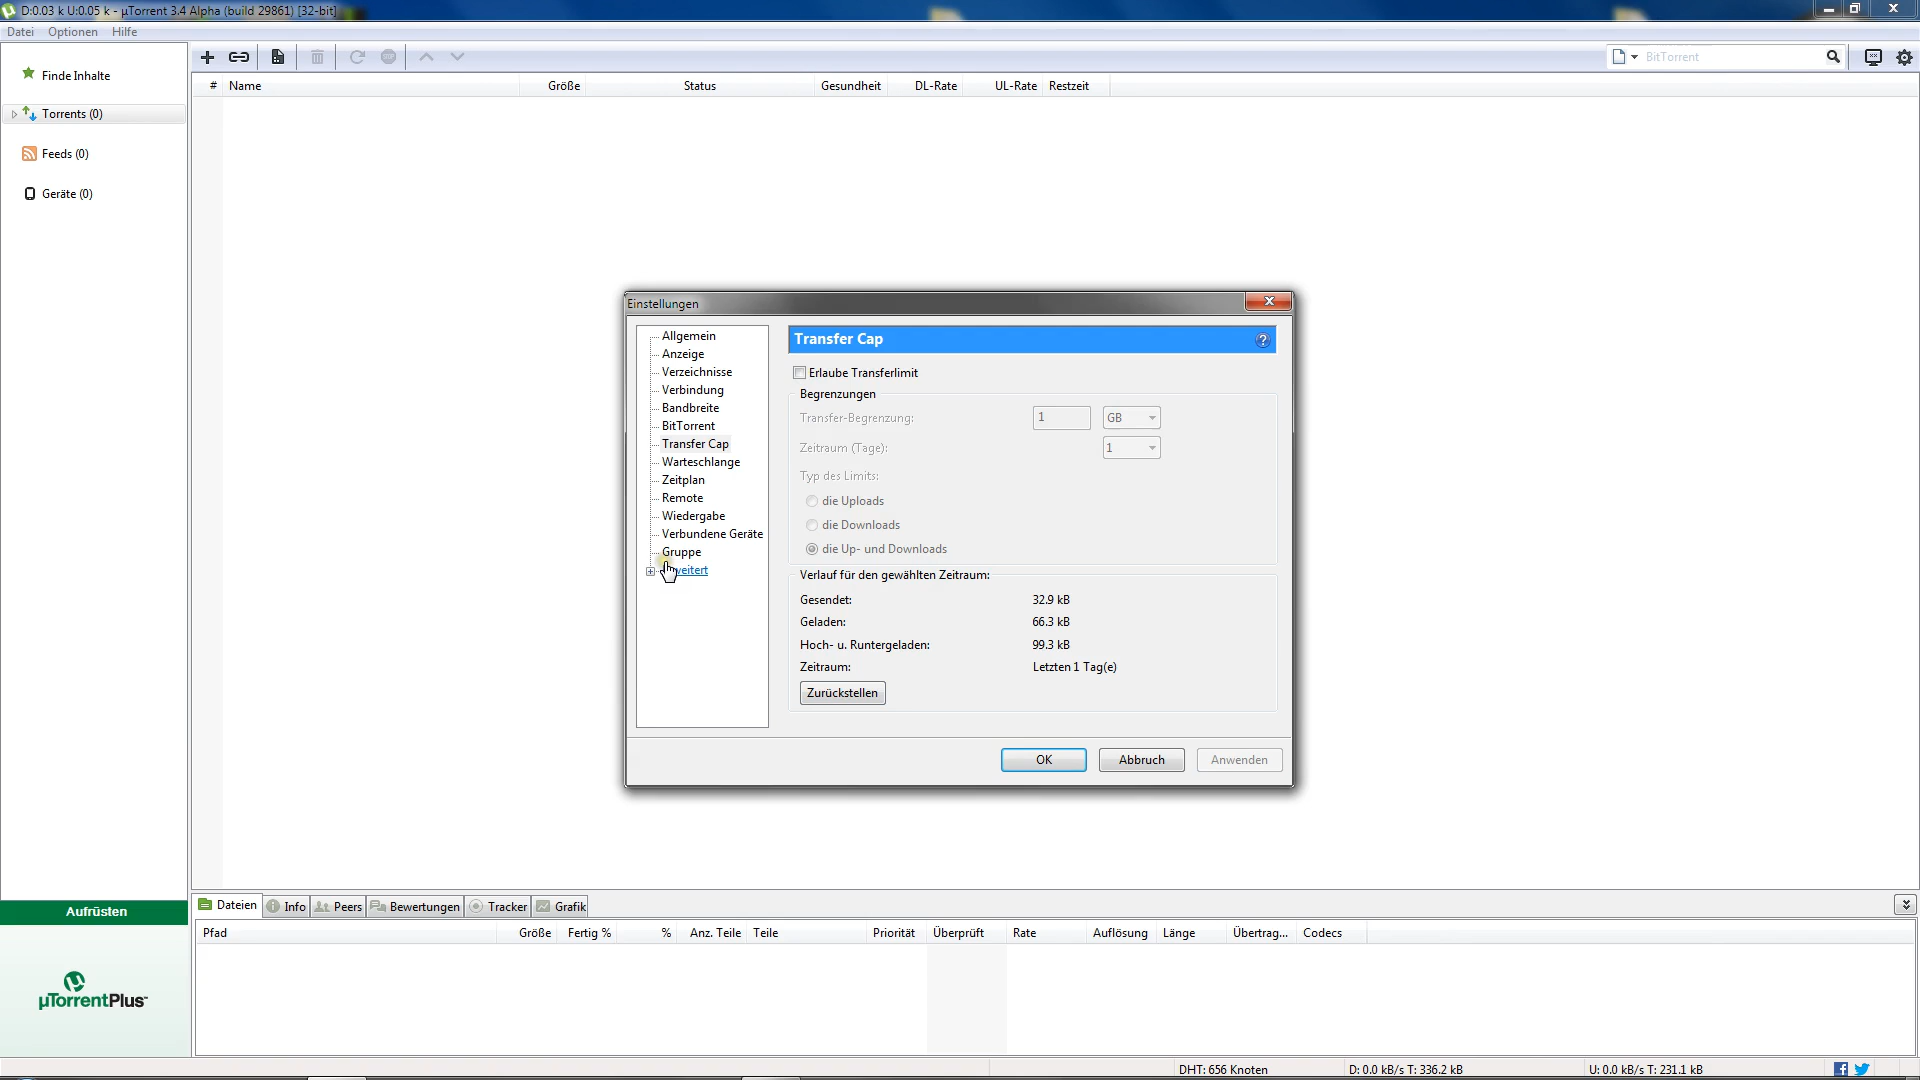 D:0.03 k U:0.05 k - µTorrent 3.4 Alpha (build 29861) [32-bit]
Datei Optionen Hilfe
BitTorrent
Finde Inhalte
Torrents (0)
Feeds (0)
Geräte (0)
# Name Größe Status Gesundheit DL-Rate UL-Rate Restzeit
Einstellungen
Allgemein
Anzeige
Verzeichnisse
Verbindung
Bandbreite
BitTorrent
Transfer Cap
Warteschlange
Zeitplan
Remote
Wiedergabe
Verbundene Geräte
Gruppe
Transfer Cap
Erlaube Transferlimit
Begrenzungen
Transfer-Begrenzung: 1 GB
Zeitraum (Tage): 1
Typ des Limits:
die Uploads
die Downloads
die Up- und Downloads
Verlauf für den gewählten Zeitraum:
Gesendet: 32.9 kB
Geladen: 66.3 kB
Hoch- u. Runtergeladen: 99.3 kB
Zeitraum: Letzten 1 Tag(e)
Zurückstellen
OK Abbruch Anwenden
Aufrüsten
µTorrentPlus
Dateien Info Peers Bewertungen Tracker Grafik
Pfad Größe Fertig % % Anz. Teile Teile Priorität Überprüft Rate Auflösung Länge Übertrag... Codecs
DHT: 656 Knoten D: 0.0 kB/s T: 336.2 kB U: 0.0 kB/s T: 231.1 kB